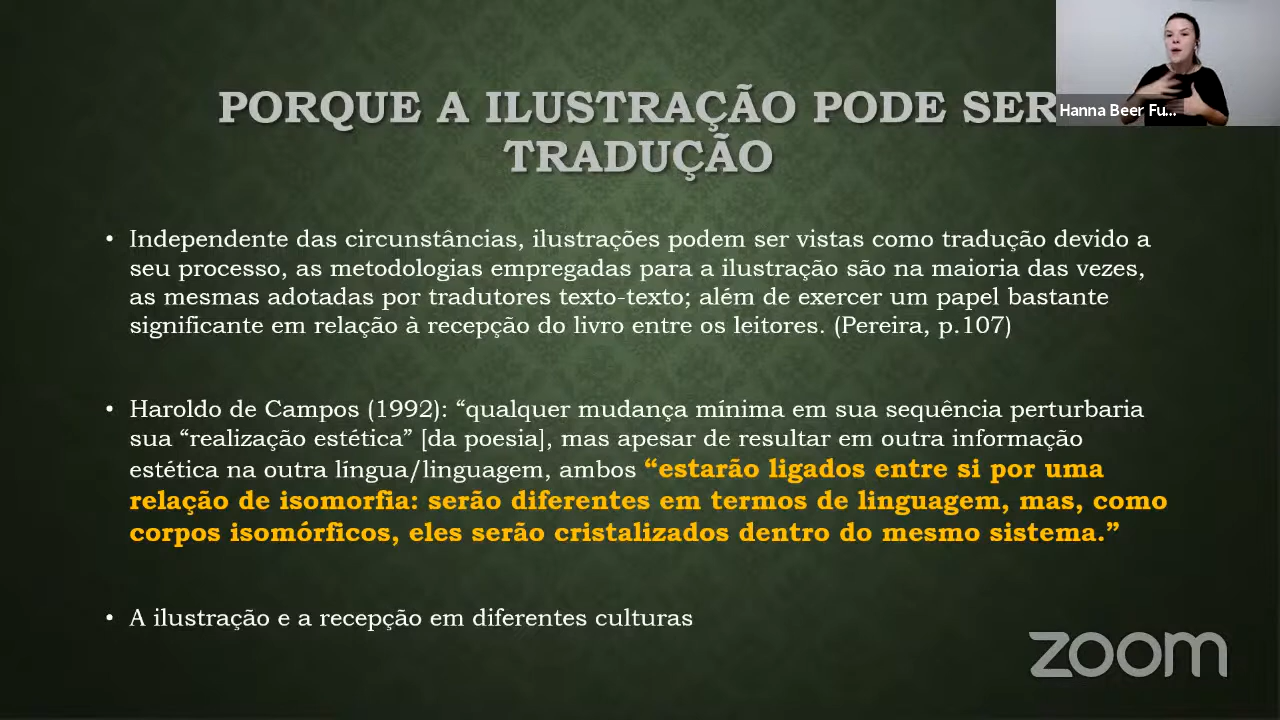 PORQUE A ILUSTRAÇÃO PODE SER
TRADUÇÃO
Hanna Beer Fu...
• Independente das circunstâncias, ilustrações podem ser vistas como tradução devido a
seu processo, as metodologias empregadas para a ilustração são na maioria das vezes,
as mesmas adotadas por tradutores texto-texto; além de exercer um papel bastante
significante em relação à recepção do livro entre os leitores. (Pereira, p.107)
• Haroldo de Campos (1992): “qualquer mudança mínima em sua sequência perturbaria
sua “realização estética” [da poesia], mas apesar de resultar em outra informação
estética na outra língua/linguagem, ambos “estarão ligados entre si por uma
relação de isomorfia: serão diferentes em termos de linguagem, mas, como
corpos isomórficos, eles serão cristalizados dentro do mesmo sistema.”
• A ilustração e a recepção em diferentes culturas
zoom